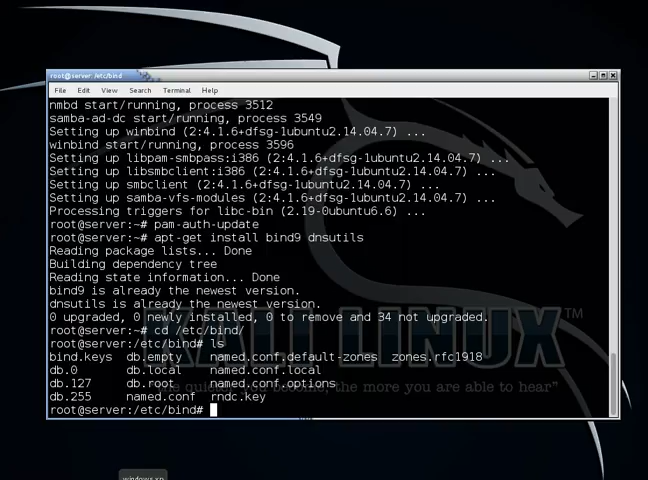 root@server: /etc/bind
File Edit View Search Terminal Help
nmbd start/running, process 3512
samba-ad-dc start/running, process 3549
Setting up winbind (2:4.1.6+dfsg-1ubuntu2.14.04.7) ...
winbind start/running, process 3596
Setting up libpam-smbpass:i386 (2:4.1.6+dfsg-1ubuntu2.14.04.7) ...
Setting up libsmbclient:i386 (2:4.1.6+dfsg-1ubuntu2.14.04.7) ...
Setting up smbclient (2:4.1.6+dfsg-1ubuntu2.14.04.7) ...
Setting up samba-vfs-modules (2:4.1.6+dfsg-1ubuntu2.14.04.7) ...
Processing triggers for libc-bin (2.19-0ubuntu6.6) ...
root@server:~# pam-auth-update
root@server:~# apt-get install bind9 dnsutils
Reading package lists... Done
Building dependency tree
Reading state information... Done
bind9 is already the newest version.
dnsutils is already the newest version.
0 upgraded, 0 newly installed, 0 to remove and 34 not upgraded.
root@server:~# cd /etc/bind/
root@server:/etc/bind# ls
bind.keys db.empty named.conf.default-zones zones.rfc1918
db.0 db.local named.conf.local
db.127 db.root named.conf.options
db.255 named.conf rndc.key
root@server:/etc/bind#
KALI LINUX™
"the quieter you become, the more you are able to hear"
windows xp